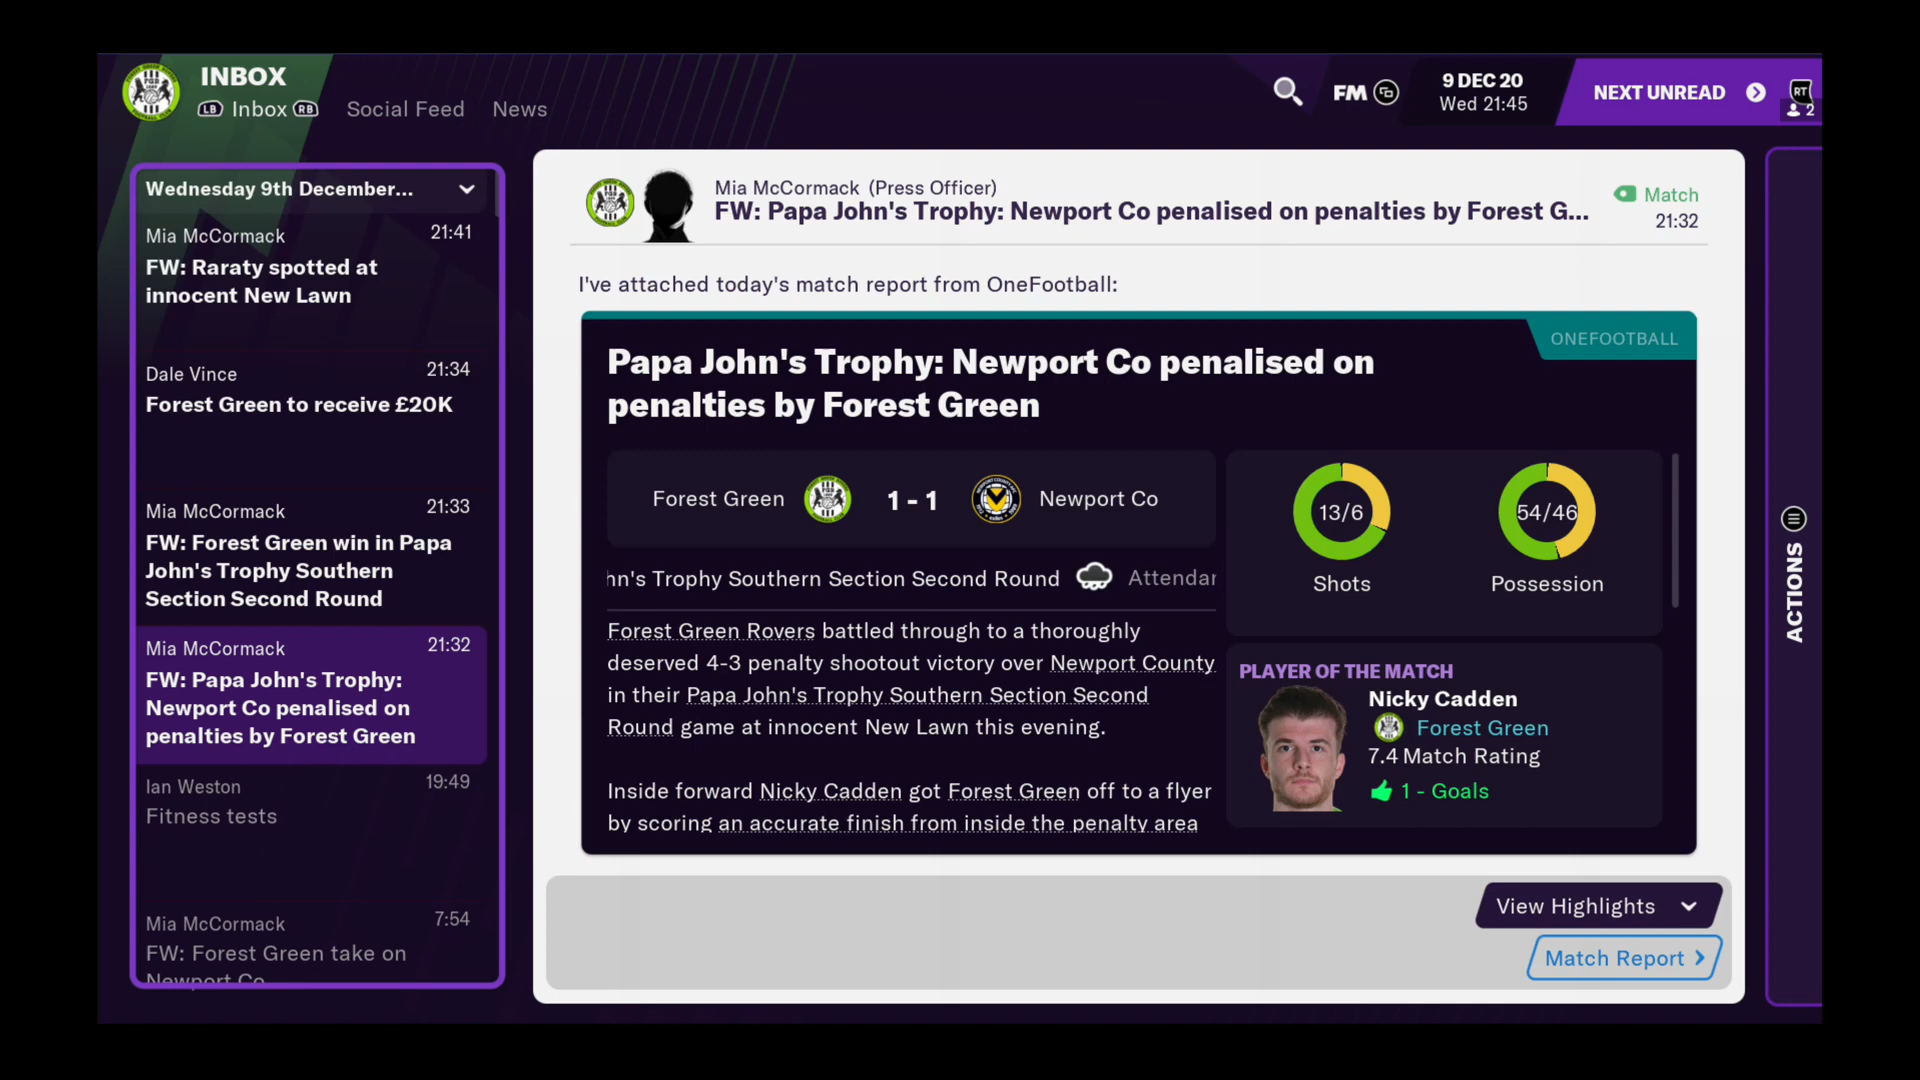 INBOX
LB Inbox RB Social Feed News
FM
9 DEC 20
Wed 21:45
NEXT UNREAD
RT
2
Wednesday 9th December...
Mia McCormack 21:41
FW: Raraty spotted at
innocent New Lawn
Dale Vince 21:34
Forest Green to receive £20K
Mia McCormack 21:33
FW: Forest Green win in Papa
John's Trophy Southern
Section Second Round
Mia McCormack 21:32
FW: Papa John's Trophy:
Newport Co penalised on
penalties by Forest Green
Ian Weston 19:49
Fitness tests
Mia McCormack 7:54
FW: Forest Green take on
Newport Co
Mia McCormack (Press Officer)
FW: Papa John's Trophy: Newport Co penalised on penalties by Forest G...
Match
21:32
I've attached today's match report from OneFootball:
ONEFOOTBALL
Papa John's Trophy: Newport Co penalised on
penalties by Forest Green
Forest Green 1 - 1 Newport Co
hn's Trophy Southern Section Second Round Attendar
Forest Green Rovers battled through to a thoroughly
deserved 4-3 penalty shootout victory over Newport County
in their Papa John's Trophy Southern Section Second
Round game at innocent New Lawn this evening.
Inside forward Nicky Cadden got Forest Green off to a flyer
by scoring an accurate finish from inside the penalty area
13/6
Shots
54/46
Possession
PLAYER OF THE MATCH
Nicky Cadden
Forest Green
7.4 Match Rating
1 - Goals
View Highlights
Match Report
ACTIONS